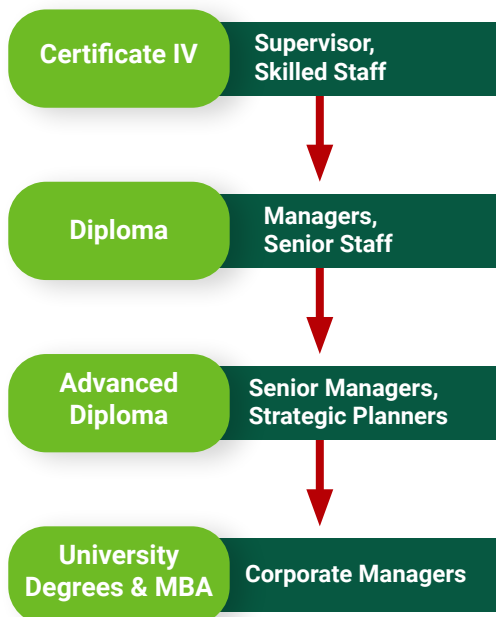 Certificate IV
Supervisor,
Skilled Staff
Diploma
Managers,
Senior Staff
Advanced
Diploma
Senior Managers,
Strategic Planners
University
Degrees & MBA
Corporate Managers